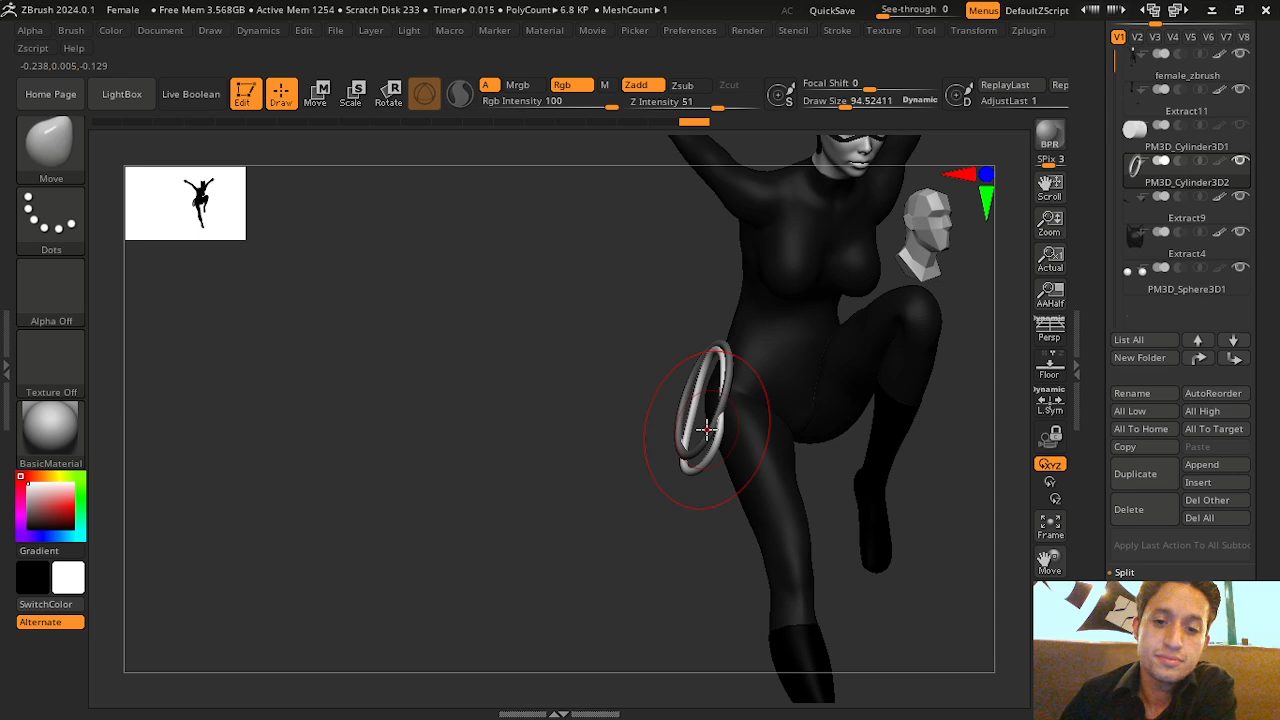 ZBrush 2024.0.1 Female • Free Mem 3.568GB • Active Mem 1254 • Scratch Disk 233 • Timer▸0.015 • PolyCount▸6.8 KP • MeshCount▸1 AC QuickSave See-through 0 Menus DefaultZScript
Alpha Brush Color Document Draw Dynamics Edit File Layer Light Macro Marker Material Movie Picker Preferences Render Stencil Stroke Texture Tool Transform Zplugin
Zscript Help
-0.238,0.005,-0.129
Home Page LightBox Live Boolean Edit Draw Move Scale Rotate A Mrgb Rgb M Zadd Zsub Zcut Focal Shift 0 ReplayLast Rep
Rgb Intensity 100 Z Intensity 51 S Draw Size 94.52411 Dynamic D AdjustLast 1
V1 V2 V3 V4 V5 V6 V7 V8
female_zbrush
Extract11
PM3D_Cylinder3D1
PM3D_Cylinder3D2
Extract9
Extract4
PM3D_Sphere3D1
Move
Dots
Alpha Off
Texture Off
BasicMaterial
Gradient
SwitchColor
Alternate
BPR
SPix 3
Scroll
Zoom
Actual
AAHalf
Dynamic
Persp
Floor
Dynamic
L.Sym
XYZ
Y
Z
Frame
Move
List All
New Folder
Rename AutoReorder
All Low All High
All To Home All To Target
Copy Paste
Duplicate Append
Insert
Delete Del Other
Del All
Apply Last Action To All Subtoo
Split